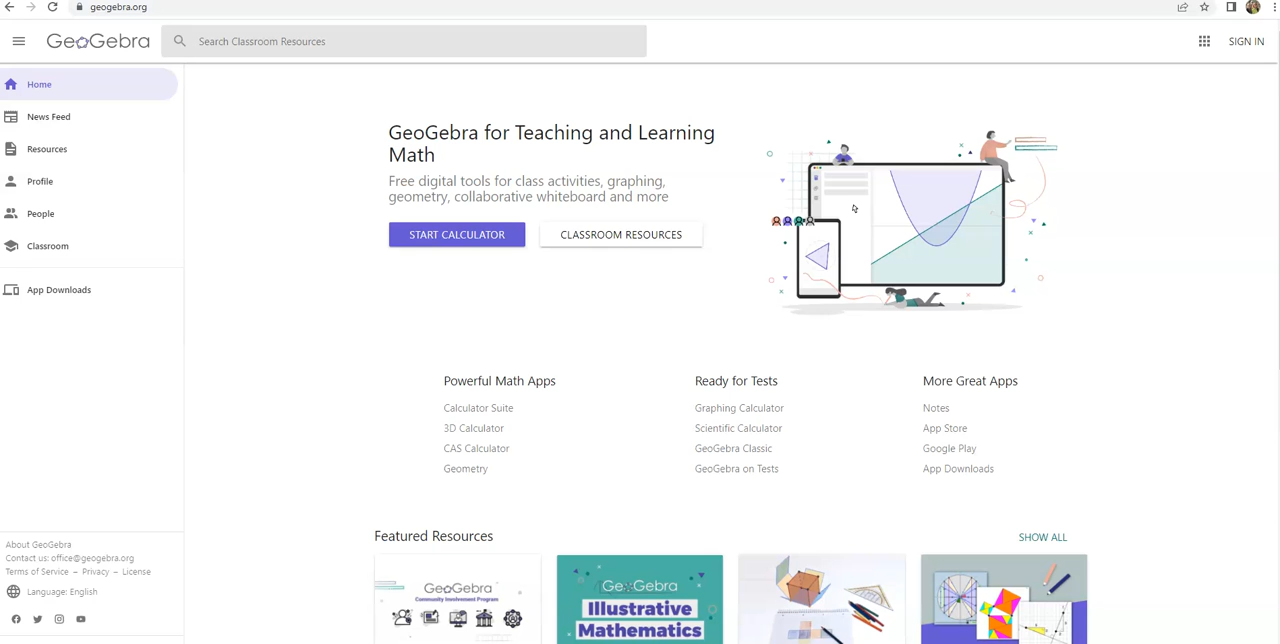 geogebra.org
GeoGebra
Search Classroom Resources
SIGN IN
Home
News Feed
Resources
Profile
People
Classroom
App Downloads
GeoGebra for Teaching and Learning
Math
Free digital tools for class activities, graphing,
geometry, collaborative whiteboard and more
START CALCULATOR
CLASSROOM RESOURCES
Powerful Math Apps
Calculator Suite
3D Calculator
CAS Calculator
Geometry
Ready for Tests
Graphing Calculator
Scientific Calculator
GeoGebra Classic
GeoGebra on Tests
More Great Apps
Notes
App Store
Google Play
App Downloads
Featured Resources
SHOW ALL
GeoGebra
Community Involvement Program
GeoGebra
Illustrative
Mathematics
About GeoGebra
Contact us: office@geogebra.org
Terms of Service – Privacy – License
Language: English